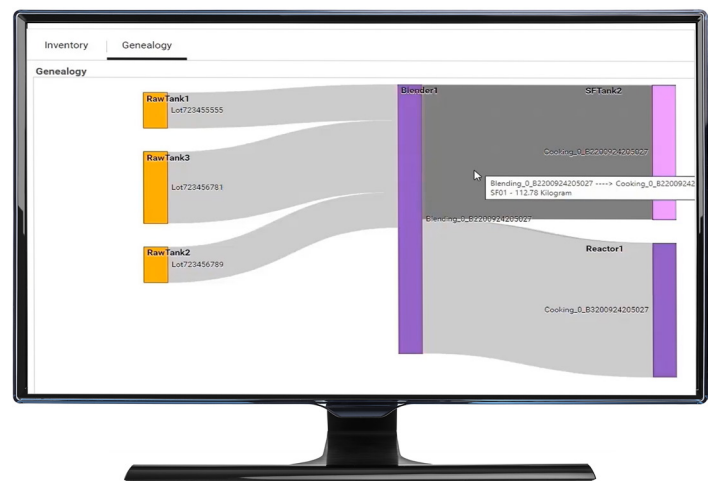 Inventory
Genealogy
Genealogy
RawTank1
Lot723455555
RawTank3
Lot723456781
RawTank2
Lot723456789
Blender1
Blending_0_B2200924205027
SFTank2
Cooking_0_B2200924205027
Blending_0_B2200924205027 ----> Cooking_0_B22009242
SF01 - 112.78 Kilogram
Reactor1
Cooking_0_B3200924205027